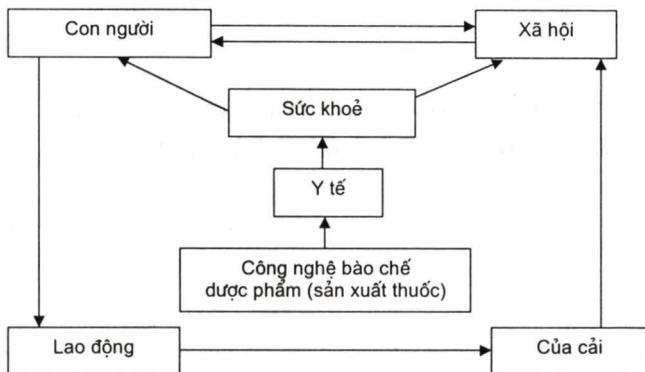 Con người
Xã hội
Sức khoẻ
Y tế
Công nghệ bào chế
dược phẩm (sản xuất thuốc)
Lao động
Của cải